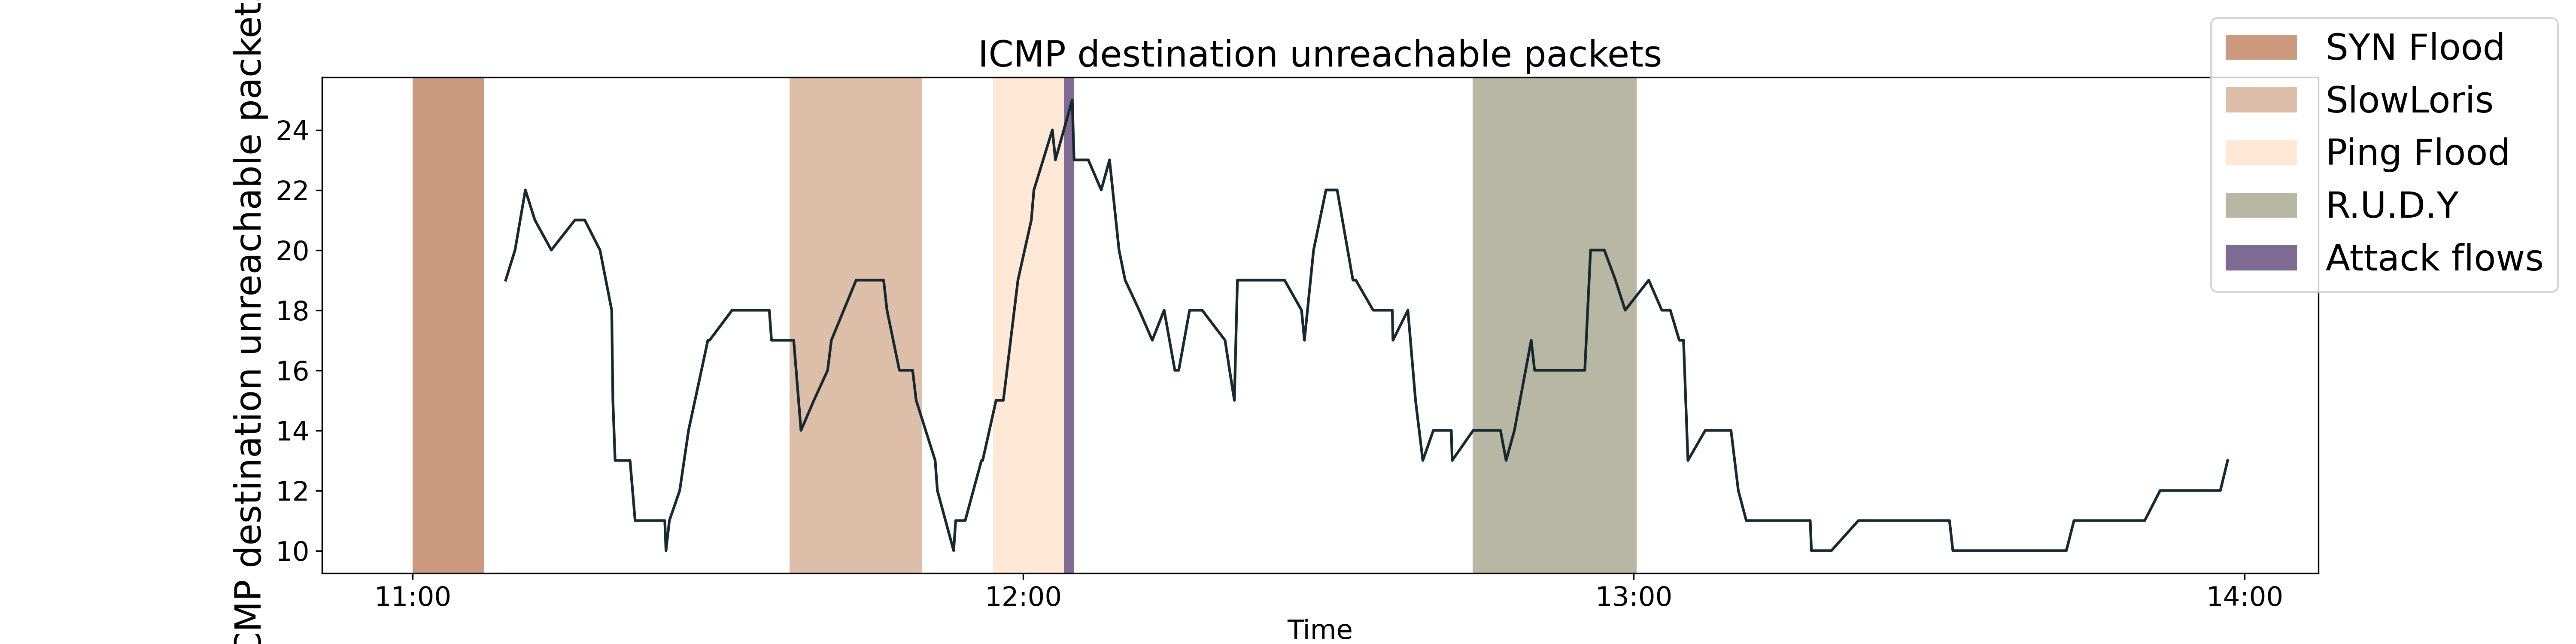 ICMP destination unreachable packets
CMP destination unreachable packet
24
22
20
18
16
14
12
10
11:00
12:00
13:00
14:00
Time
SYN Flood
SlowLoris
Ping Flood
R.U.D.Y
Attack flows